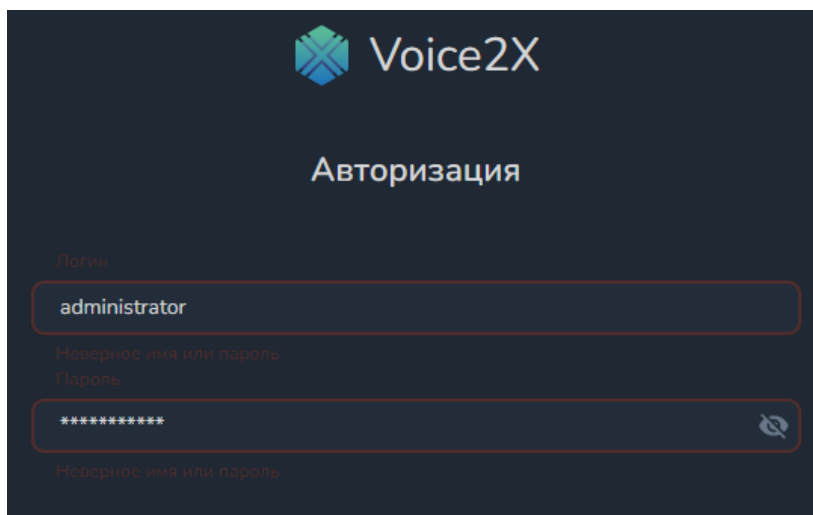 Voice2X
Авторизация
Логин
administrator
Неверное имя или пароль
Пароль
***********
Неверное имя или пароль